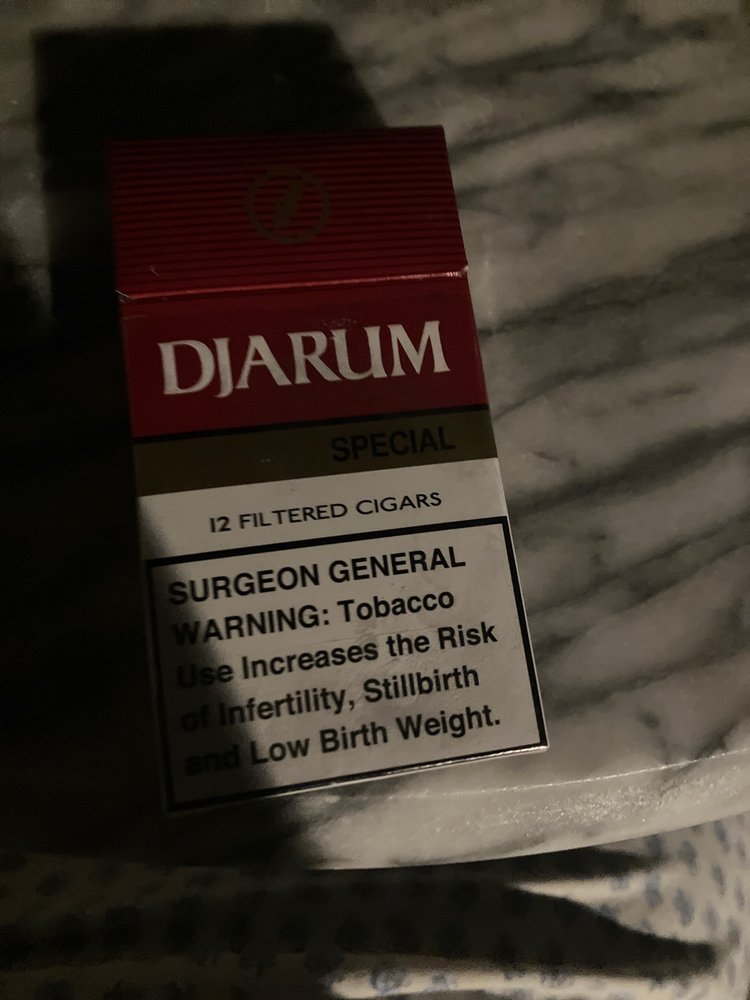 DJARUM
SPECIAL
12 FILTERED CIGARS
SURGEON GENERAL
WARNING: Tobacco
Use Increases the Risk
of Infertility, Stillbirth
and Low Birth Weight.